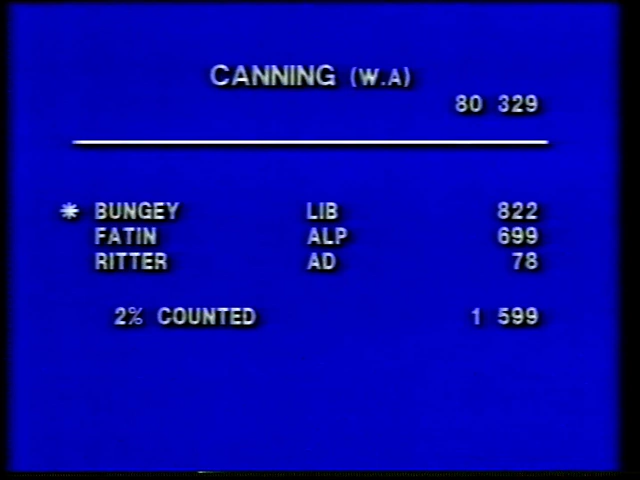 CANNING (W.A)
80 329
* BUNGEY LIB 822
FATIN ALP 699
RITTER AD 78
2% COUNTED 1 599